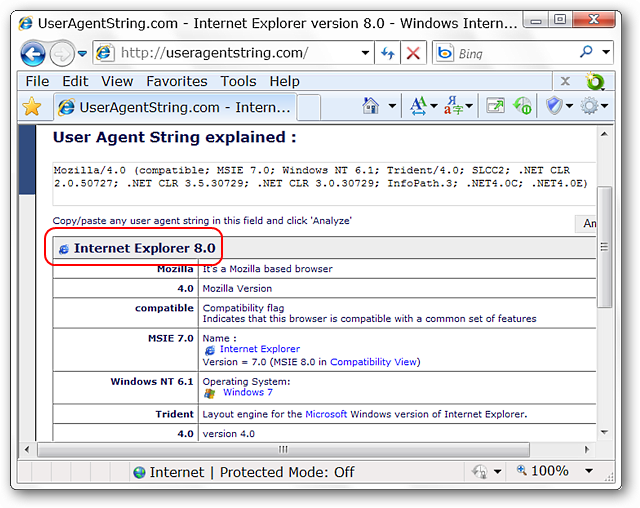 UserAgentString.com - Internet Explorer version 8.0 - Windows Intern...
http://useragentstring.com/
Bing
File Edit View Favorites Tools Help
UserAgentString.com - Intern...
User Agent String explained :
Mozilla/4.0 (compatible; MSIE 7.0; Windows NT 6.1; Trident/4.0; SLCC2; .NET CLR
2.0.50727; .NET CLR 3.5.30729; .NET CLR 3.0.30729; InfoPath.3; .NET4.0C; .NET4.0E)
Copy/paste any user agent string in this field and click 'Analyze'
An
Internet Explorer 8.0
Mozilla It's a Mozilla based browser
4.0 Mozilla Version
compatible Compatibility flag
Indicates that this browser is compatible with a common set of features
MSIE 7.0 Name :
Internet Explorer
Version = 7.0 (MSIE 8.0 in Compatibility View)
Windows NT 6.1 Operating System:
Windows 7
Trident Layout engine for the Microsoft Windows version of Internet Explorer.
4.0 version 4.0
Internet | Protected Mode: Off
100%